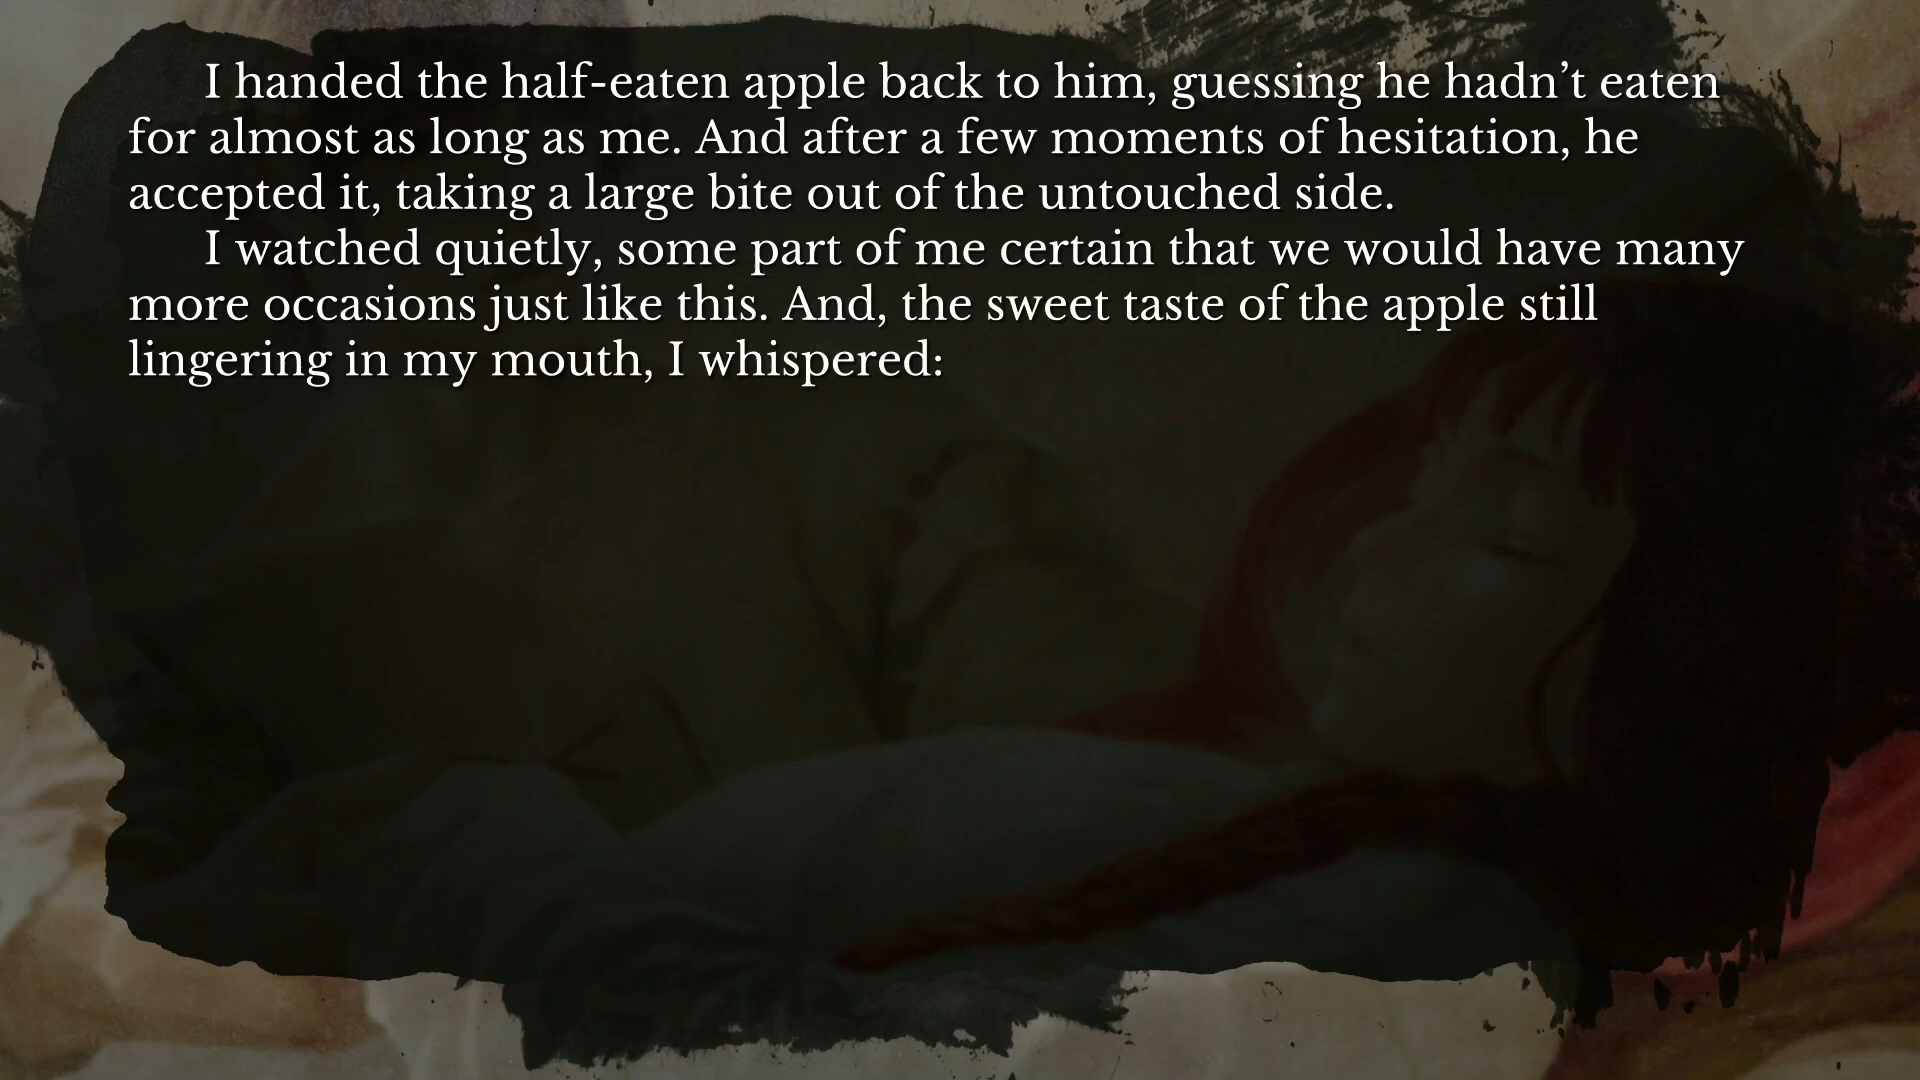 I handed the half-eaten apple back to him, guessing he hadn’t eaten
for almost as long as me. And after a few moments of hesitation, he
accepted it, taking a large bite out of the untouched side.
I watched quietly, some part of me certain that we would have many
more occasions just like this. And, the sweet taste of the apple still
lingering in my mouth, I whispered: